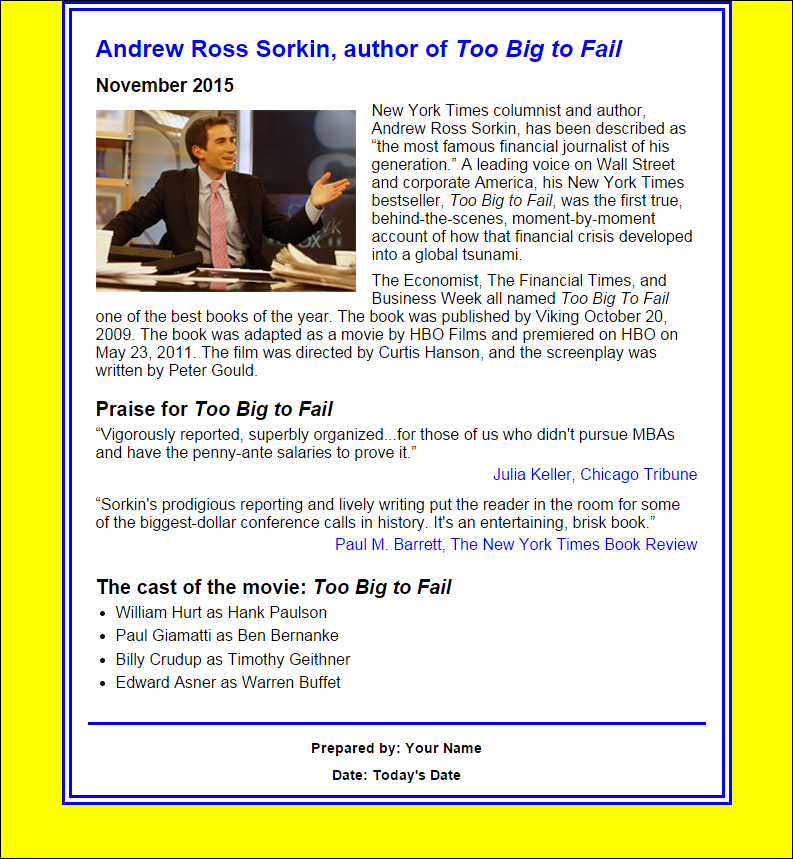 Andrew Ross Sorkin, author of Too Big to Fail
November 2015
New York Times columnist and author,
Andrew Ross Sorkin, has been described as
“the most famous financial journalist of his
generation.” A leading voice on Wall Street
and corporate America, his New York Times
bestseller, Too Big to Fail, was the first true,
behind-the-scenes, moment-by-moment
account of how that financial crisis developed
into a global tsunami.
The Economist, The Financial Times, and
Business Week all named Too Big To Fail
one of the best books of the year. The book was published by Viking October 20,
2009. The book was adapted as a movie by HBO Films and premiered on HBO on
May 23, 2011. The film was directed by Curtis Hanson, and the screenplay was
written by Peter Gould.
Praise for Too Big to Fail
“Vigorously reported, superbly organized...for those of us who didn't pursue MBAs
and have the penny-ante salaries to prove it.”
Julia Keller, Chicago Tribune
“Sorkin's prodigious reporting and lively writing put the reader in the room for some
of the biggest-dollar conference calls in history. It's an entertaining, brisk book.”
Paul M. Barrett, The New York Times Book Review
The cast of the movie: Too Big to Fail
• William Hurt as Hank Paulson
• Paul Giamatti as Ben Bernanke
• Billy Crudup as Timothy Geithner
• Edward Asner as Warren Buffet
Prepared by: Your Name
Date: Today's Date